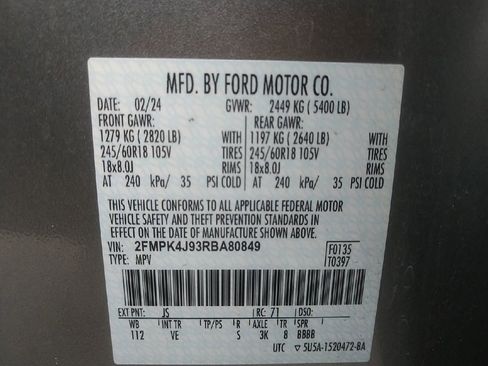 MFD. BY FORD MOTOR CO.
DATE: 02/24 GVWR: 2449 KG ( 5400 LB)
FRONT GAWR: REAR GAWR:
1279 KG ( 2820 LB) WITH 1197 KG ( 2640 LB) WITH
245/60R18 105V TIRES 245/60R18 105V TIRES
18x8.0J RIMS 18x8.0J RIMS
AT 240 kPa/ 35 PSI COLD AT 240 kPa/ 35 PSI COLD
THIS VEHICLE CONFORMS TO ALL APPLICABLE FEDERAL MOTOR
VEHICLE SAFETY AND THEFT PREVENTION STANDARDS IN
EFFECT ON THE DATE OF MANUFACTURE SHOWN ABOVE.
VIN: 2FMPK4J93RBA80849 F0135
TYPE: MPV T0397
EXT PNT: JS RC: 71 DSO:
WB INT TR TP/PS R AXLE TR SPR
112 VE S 3K 8 BBBB
UTC ▽5U5A-1520472-BA